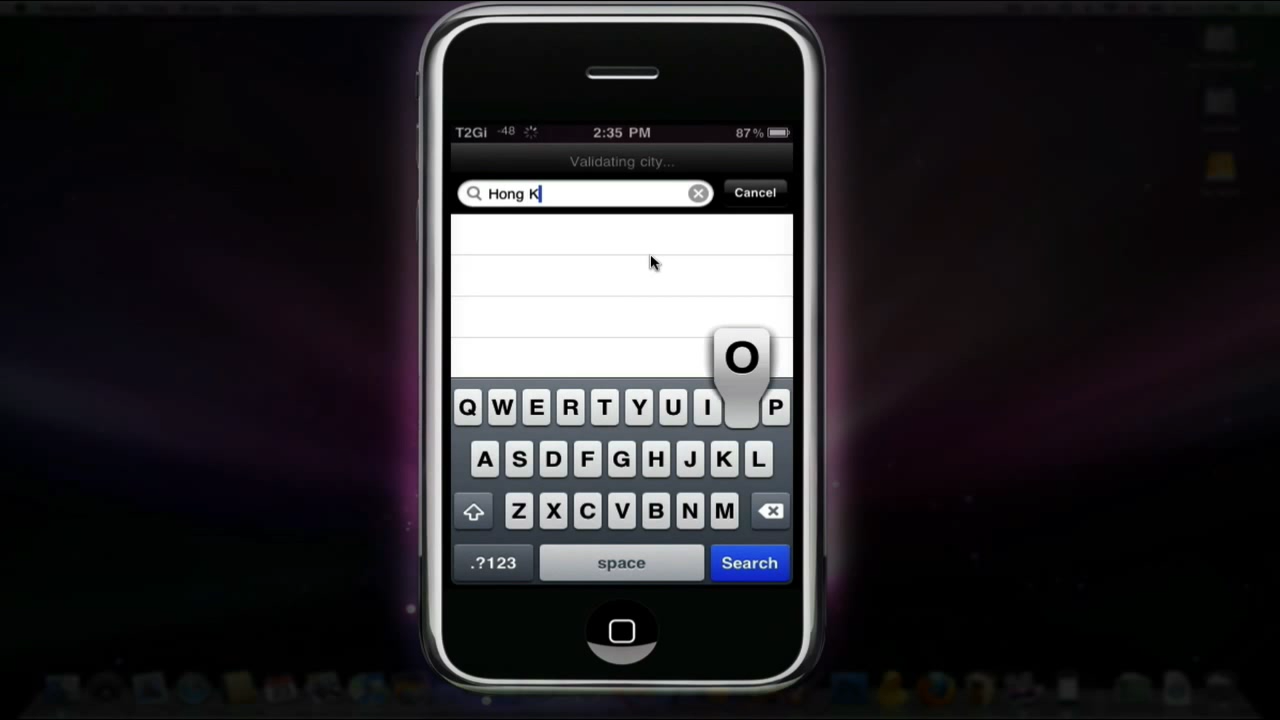 T2Gi -48 2:35 PM 87%
Validating city...
Hong K Cancel
O
Q W E R T Y U I P
A S D F G H J K L
Z X C V B N M
.?123 space Search